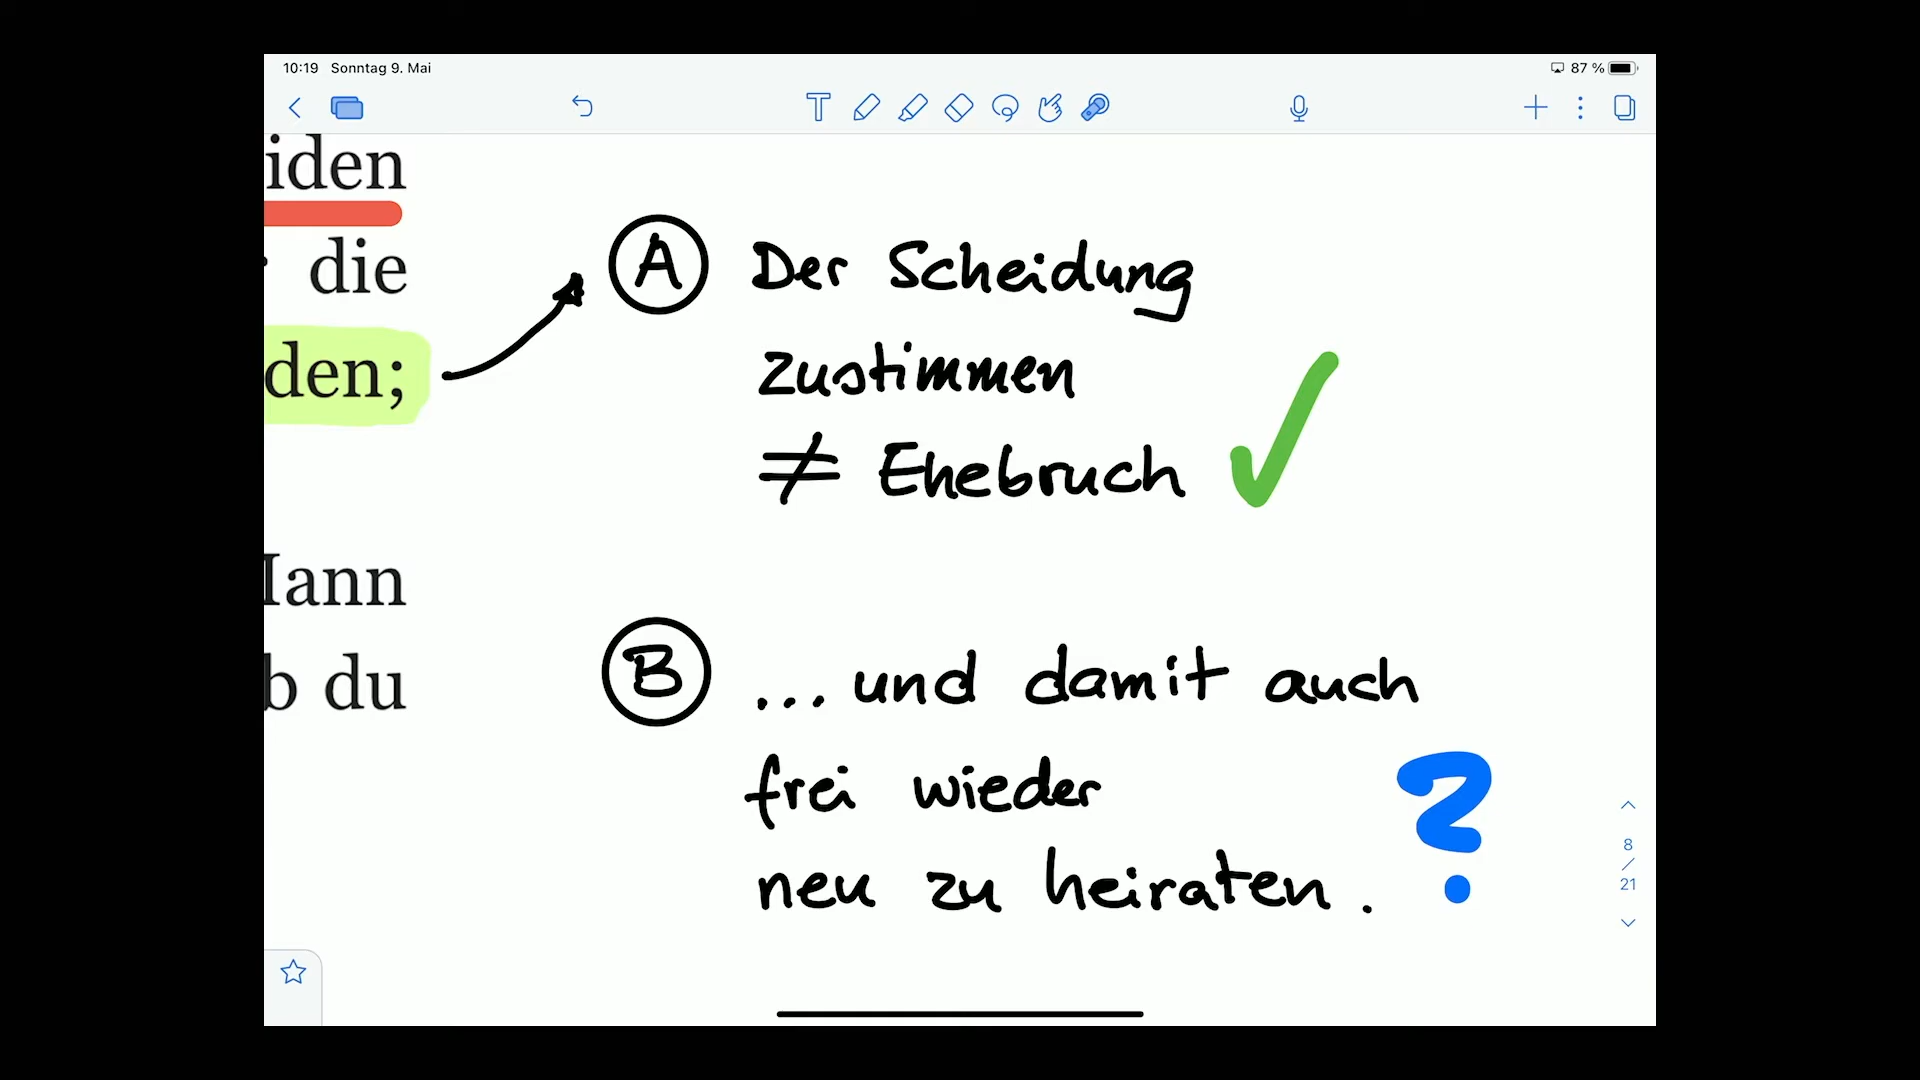 10:19 Sonntag 9. Mai
87 %
iden
die
den;
b du
A Der Scheidung
zustimmen
≠ Ehebruch
B ... und damit auch
frei wieder
neu zu heiraten. ?
8
/
21